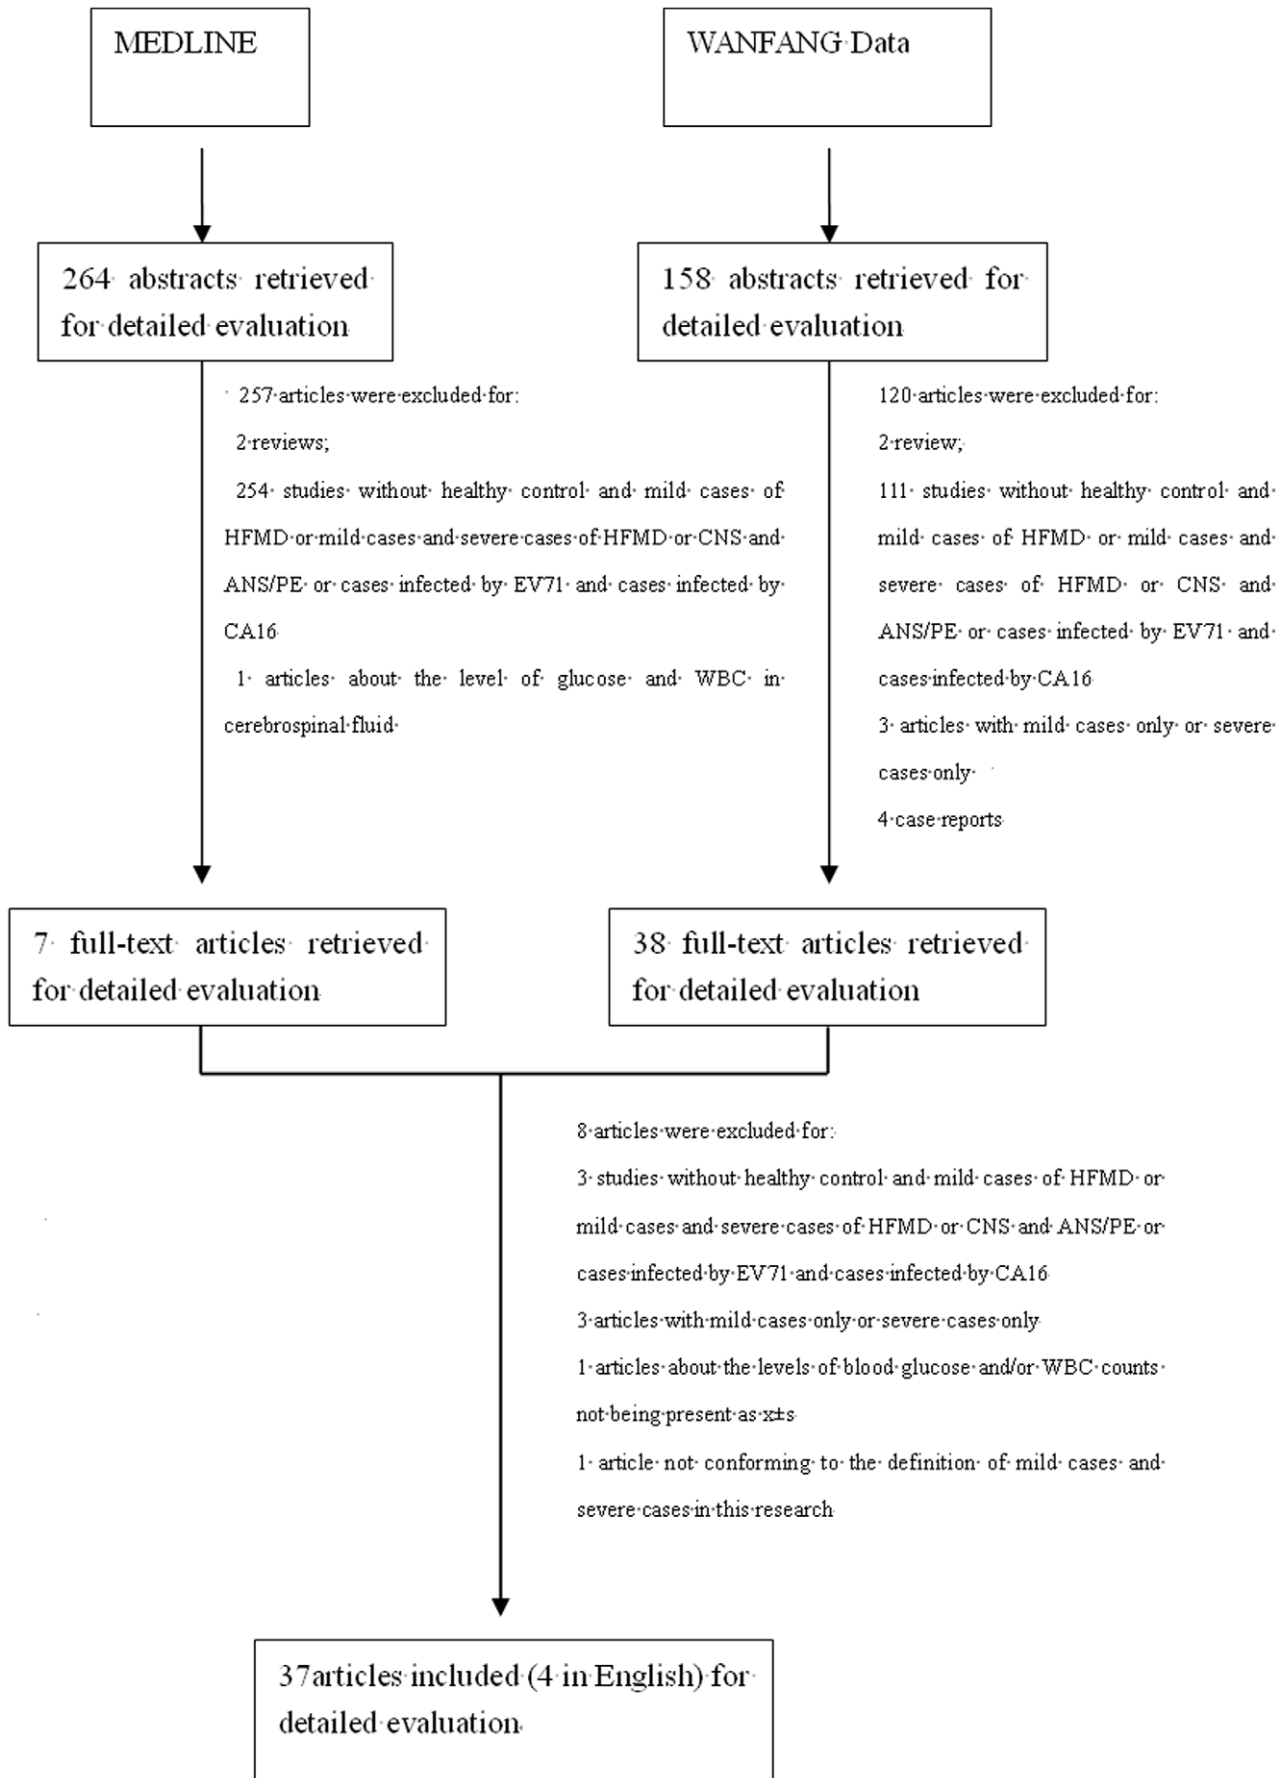 MEDLINE
WANFANG Data
264 abstracts retrieved
for detailed evaluation
158 abstracts retrieved for
detailed evaluation
257 articles were excluded for:
2 reviews;
254 studies without healthy control and mild cases of
HFMD or mild cases and severe cases of HFMD or CNS and
ANS/PE or cases infected by EV71 and cases infected by
CA16
1 articles about the level of glucose and WBC in
cerebrospinal fluid
120 articles were excluded for:
2 review;
111 studies without healthy control and
mild cases of HFMD or mild cases and
severe cases of HFMD or CNS and
ANS/PE or cases infected by EV71 and
cases infected by CA16
3 articles with mild cases only or severe
cases only
4 case reports
7 full-text articles retrieved
for detailed evaluation
38 full-text articles retrieved
for detailed evaluation
8 articles were excluded for:
3 studies without healthy control and mild cases of HFMD or
mild cases and severe cases of HFMD or CNS and ANS/PE or
cases infected by EV71 and cases infected by CA16
3 articles with mild cases only or severe cases only
1 articles about the levels of blood glucose and/or WBC counts
not being present as x±s
1 article not conforming to the definition of mild cases and
severe cases in this research
37articles included (4 in English) for
detailed evaluation